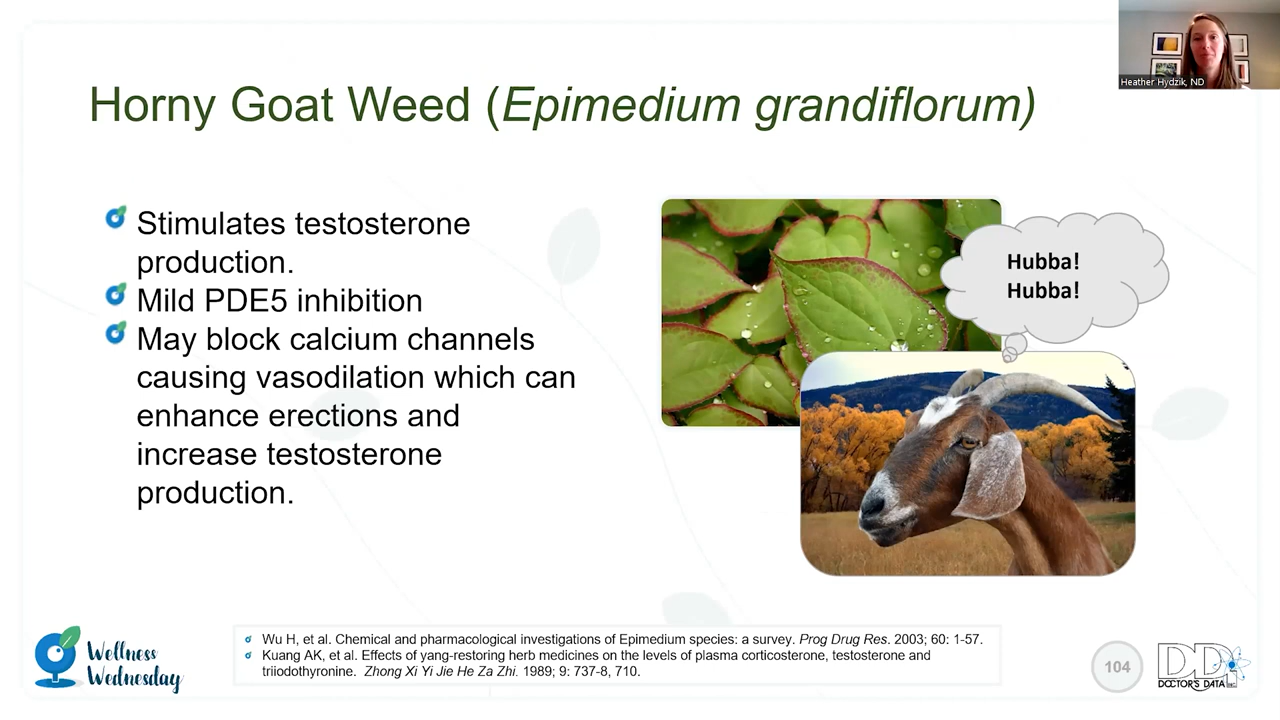 Heather Hydzik, ND
Horny Goat Weed (Epimedium grandiflorum)
Stimulates testosterone
production.
Mild PDE5 inhibition
May block calcium channels
causing vasodilation which can
enhance erections and
increase testosterone
production.
Hubba!
Hubba!
Wellness
Wednesday
Wu H, et al. Chemical and pharmacological investigations of Epimedium species: a survey. Prog Drug Res. 2003; 60: 1-57.
Kuang AK, et al. Effects of yang-restoring herb medicines on the levels of plasma corticosterone, testosterone and
triiodothyronine. Zhong Xi Yi Jie He Za Zhi. 1989; 9: 737-8, 710.
104
DDI
DOCTOR'S DATA INC.